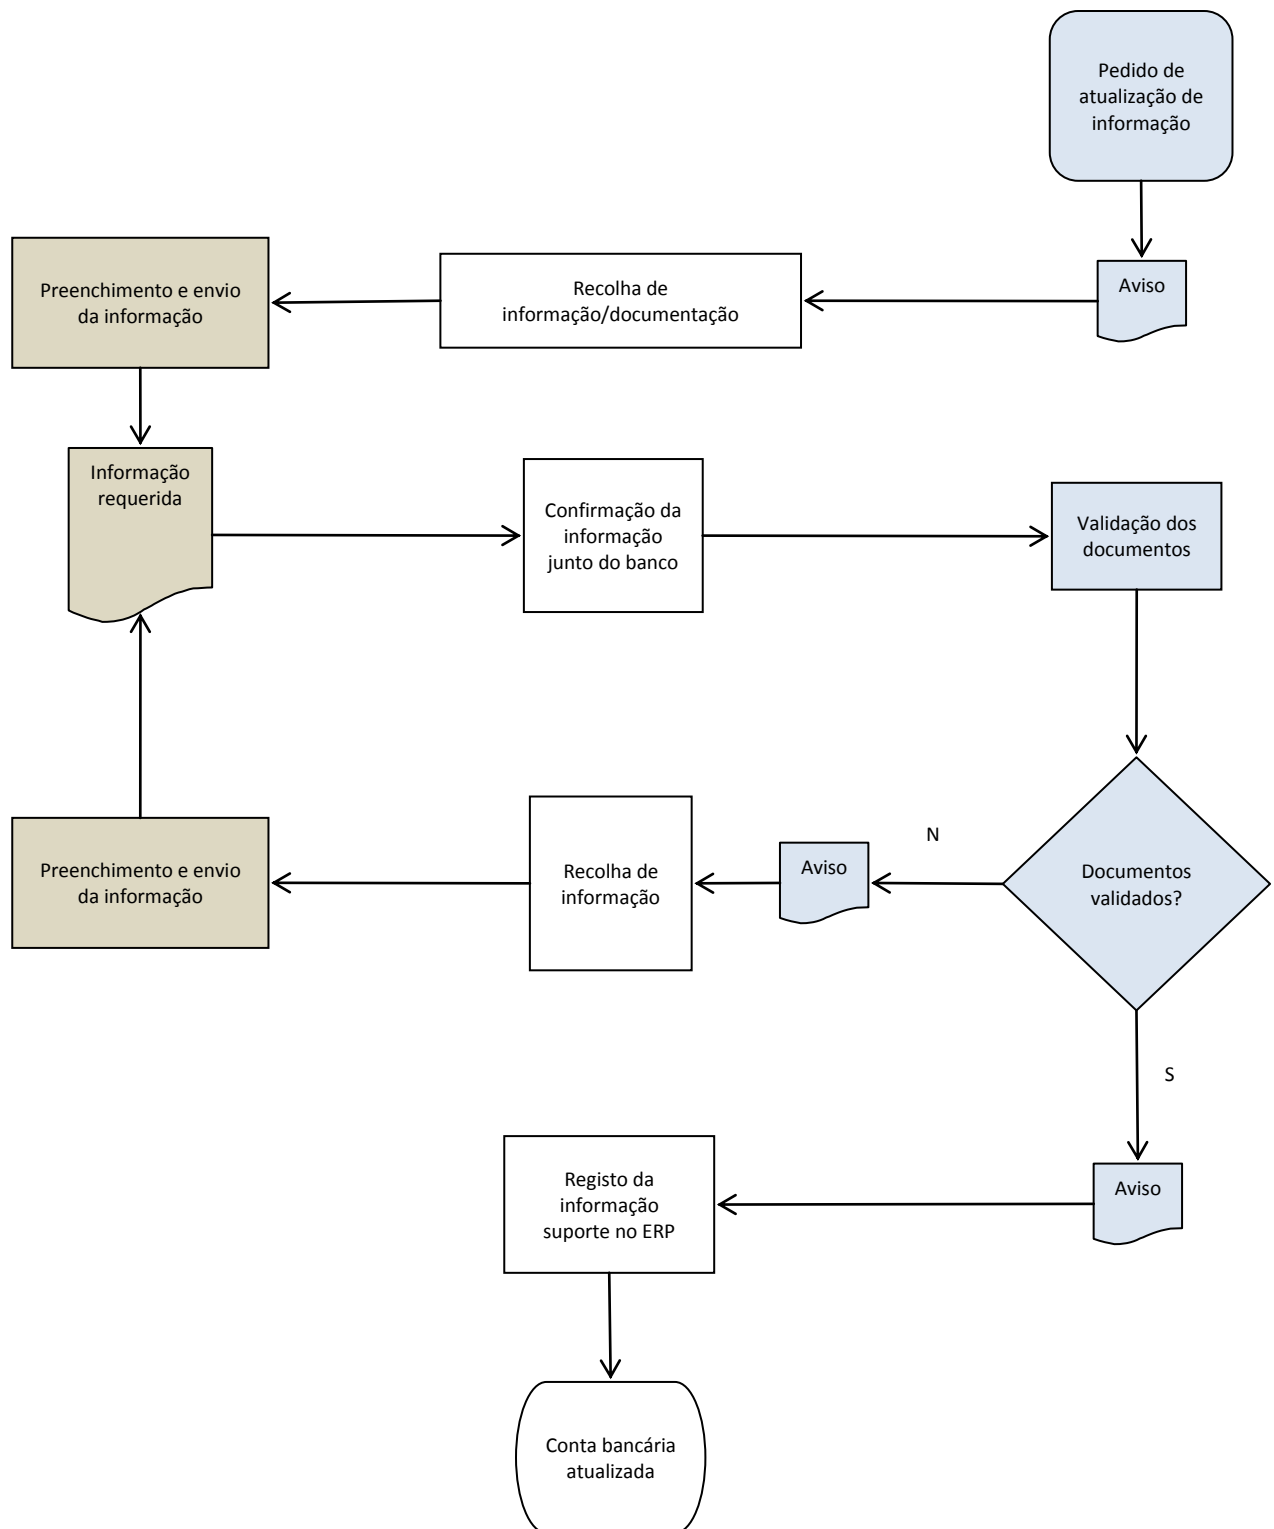 Pedido de
atualização de
informação
Aviso
Recolha de
informação/documentação
Preenchimento e envio
da informação
Informação
requerida
Confirmação da
informação
junto do banco
Validação dos
documentos
Documentos
validados?
N
Aviso
Recolha de
informação
Preenchimento e envio
da informação
S
Aviso
Registo da
informação
suporte no ERP
Conta bancária
atualizada